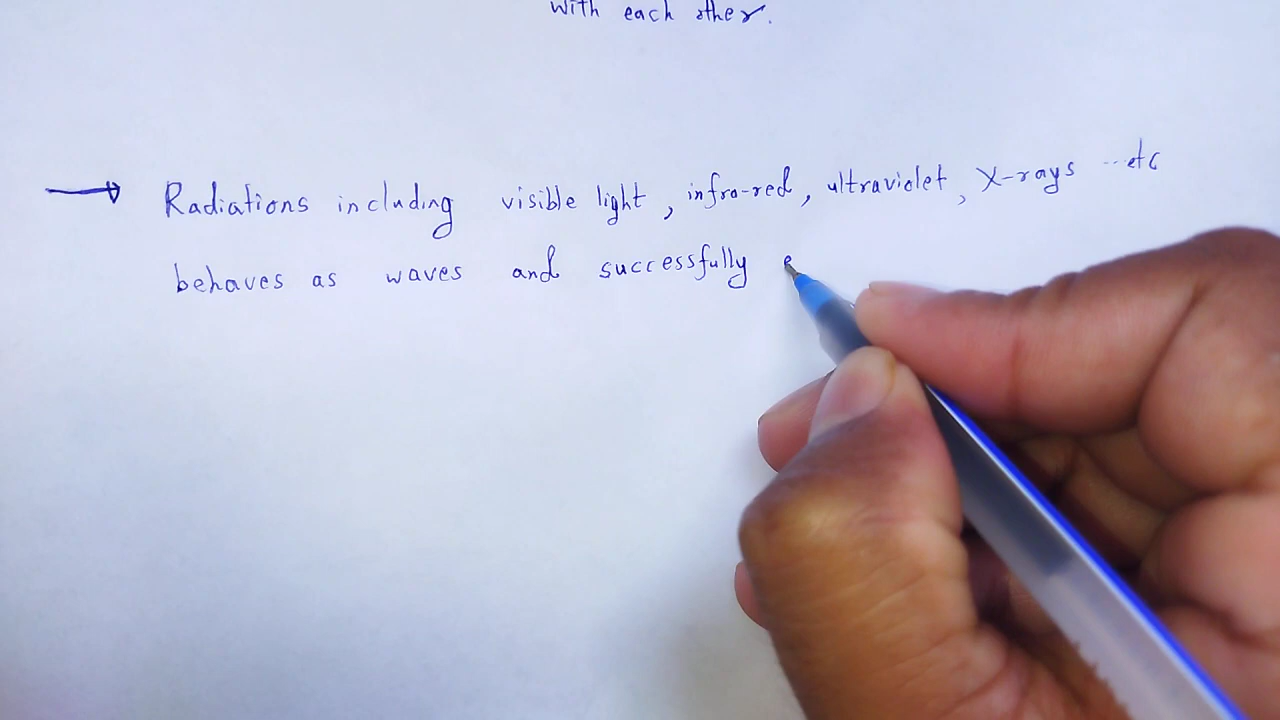 with each other.
→ Radiations including visible light, infra-red, ultraviolet, X-rays ...etc
behaves as waves and successfully e